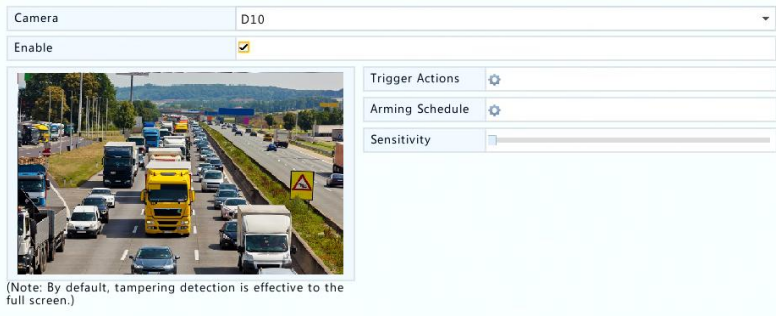 Camera
D10
Enable
Trigger Actions
Arming Schedule
Sensitivity
(Note: By default, tampering detection is effective to the
full screen.)